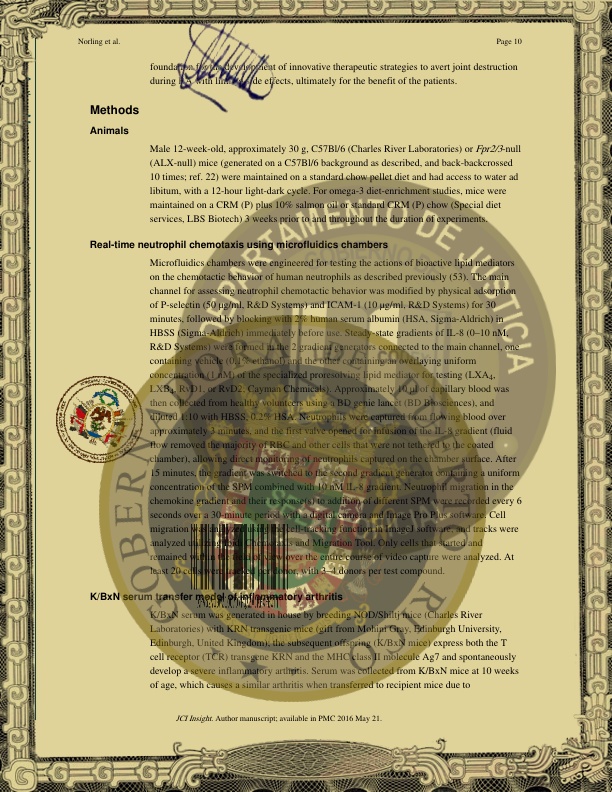 Norling et al. Page 10
foundation for the development of innovative therapeutic strategies to avert joint destruction
during RA with limited side effects, ultimately for the benefit of the patients.
Methods
Animals
Male 12-week-old, approximately 30 g, C57Bl/6 (Charles River Laboratories) or Fpr2/3-null
(ALX-null) mice (generated on a C57Bl/6 background as described, and back-backcrossed
10 times; ref. 22) were maintained on a standard chow pellet diet and had access to water ad
libitum, with a 12-hour light-dark cycle. For omega-3 diet-enrichment studies, mice were
maintained on a CRM (P) plus 10% salmon oil or standard CRM (P) chow (Special diet
services, LBS Biotech) 3 weeks prior to and throughout the duration of experiments.
Real-time neutrophil chemotaxis using microfluidics chambers
Microfluidics chambers were engineered for testing the actions of bioactive lipid mediators
on the chemotactic behavior of human neutrophils as described previously (53). The main
channel for assessing neutrophil chemotactic behavior was modified by physical adsorption
of P-selectin (50 μg/ml, R&D Systems) and ICAM-1 (10 μg/ml, R&D Systems) for 30
minutes, followed by blocking with 2% human serum albumin (HSA, Sigma-Aldrich) in
HBSS (Sigma-Aldrich) immediately before use. Steady-state gradients of IL-8 (0–10 nM,
R&D Systems) were formed in the 2 gradient generators connected to the main channel, one
containing vehicle (0.1% ethanol) and the other containing an overlaying uniform
concentration (1 nM) of the specialized proresolving lipid mediator for testing (LXA₄,
LXB₄, RvD1, or RvD2, Cayman Chemicals). Approximately 10 μl of capillary blood was
then collected from healthy volunteers using a BD genie lancet (BD Biosciences), and
diluted 1:10 with HBSS, 0.2% HSA. Neutrophils were captured from flowing blood over
approximately 3 minutes, and the first valve opened for infusion of the IL-8 gradient (fluid
flow removed the majority of RBC and other cells that were not tethered to the coated
chamber), allowing direct monitoring of neutrophils captured on the chamber surface. After
15 minutes, the gradient was switched to the second gradient generator containing a uniform
concentration of the SPM combined with 10 nM IL-8 gradient. Neutrophil migration in the
chemokine gradient and their responses to addition of different SPM were recorded every 6
seconds over a 30-minute period with a digital camera and Image Pro Plus software. Cell
migration was cell-tracking function in ImageJ software, and tracks were
analyzed and Migration Tool. Only cells that started and
remained within the field of view over the entire course of video capture were analyzed. At
least 20 cells were tracked per donor, with 3–4 donors per test compound.
K/BxN serum transfer model of inflammatory arthritis
K/BxN serum was generated in house by breeding NOD/ShiltJ mice (Charles River
Laboratories) with KRN transgenic mice (gift from Mohini Gray, Edinburgh University,
Edinburgh, United Kingdom); the subsequent offspring (K/BxN mice) express both the T
cell receptor (TCR) transgene KRN and the MHC class II molecule Ag7 and spontaneously
develop a severe inflammatory arthritis. Serum was collected from K/BxN mice at 10 weeks
of age, which causes a similar arthritis when transferred to recipient mice due to
JCI Insight. Author manuscript; available in PMC 2016 May 21.